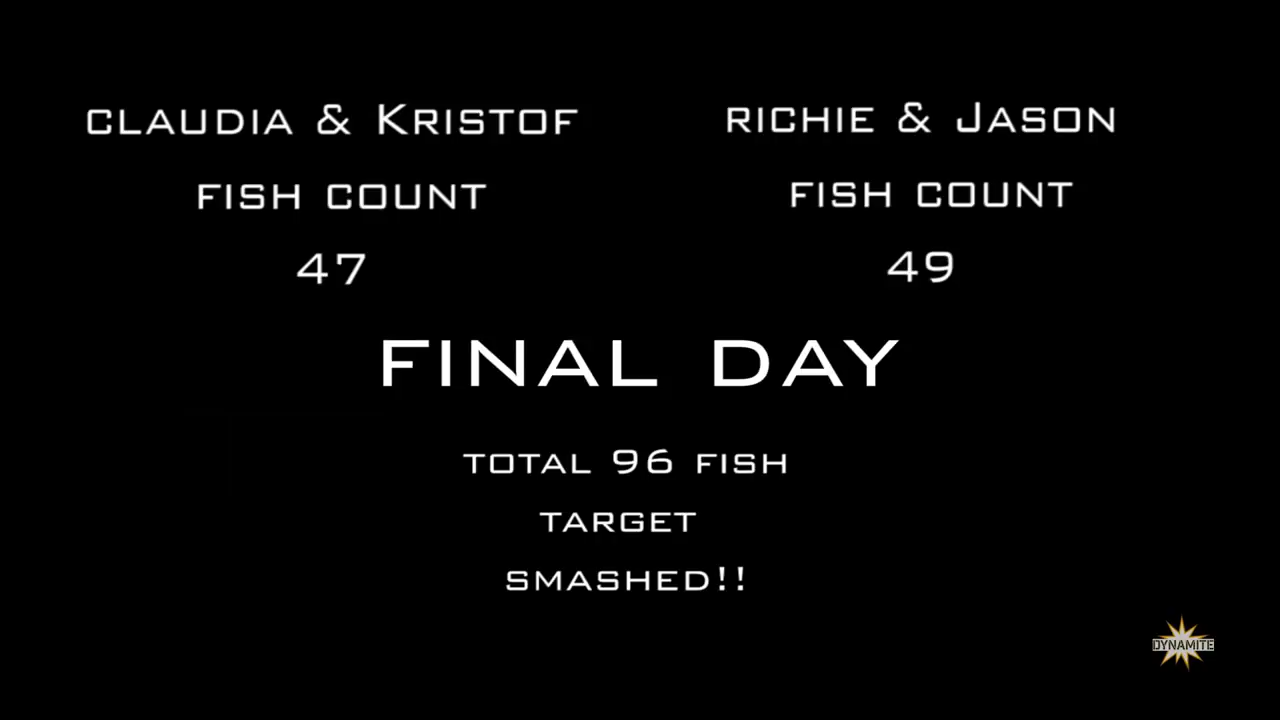 CLAUDIA & KRISTOF
FISH COUNT
47
RICHIE & JASON
FISH COUNT
49
FINAL DAY
TOTAL 96 FISH
TARGET
SMASHED!!
DYNAMITE